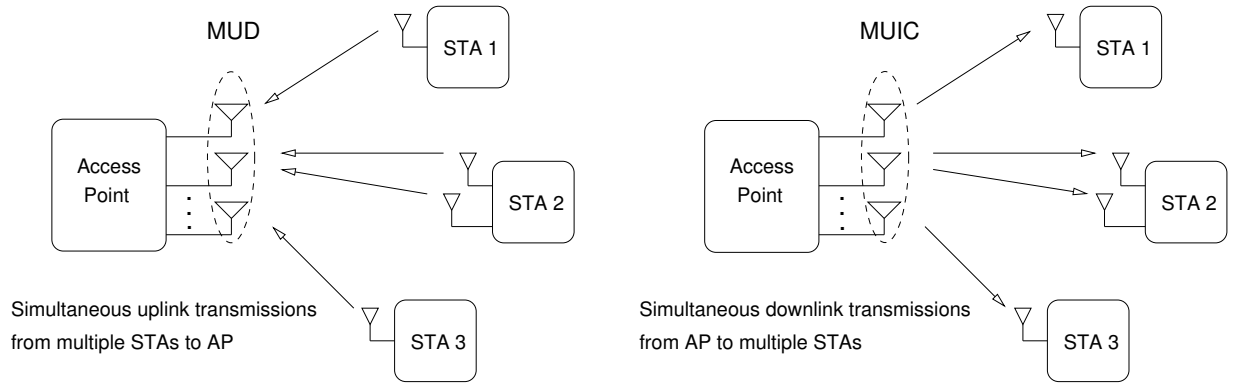 MUD
STA 1
Access
Point
STA 2
STA 3
Simultaneous uplink transmissions
from multiple STAs to AP
MUIC
STA 1
Access
Point
STA 2
STA 3
Simultaneous downlink transmissions
from AP to multiple STAs